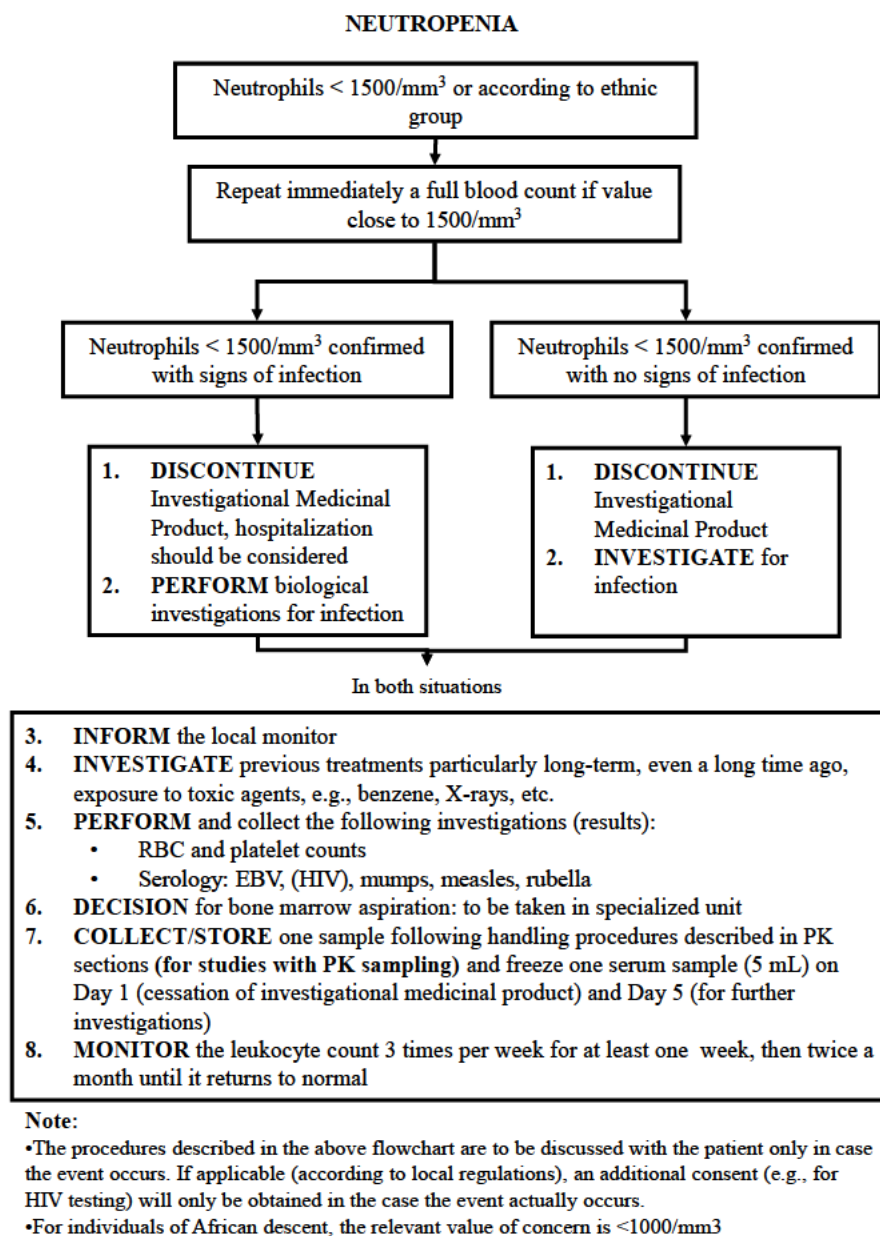 NEUTROPENIA
Neutrophils < 1500/mm³ or according to ethnic
group
Repeat immediately a full blood count if value
close to 1500/mm³
Neutrophils < 1500/mm³ confirmed
with signs of infection
Neutrophils < 1500/mm³ confirmed
with no signs of infection
1. DISCONTINUE
Investigational Medicinal
Product, hospitalization
should be considered
2. PERFORM biological
investigations for infection
1. DISCONTINUE
Investigational
Medicinal Product
2. INVESTIGATE for
infection
In both situations
3. INFORM the local monitor
4. INVESTIGATE previous treatments particularly long-term, even a long time ago,
exposure to toxic agents, e.g., benzene, X-rays, etc.
5. PERFORM and collect the following investigations (results):
• RBC and platelet counts
• Serology: EBV, (HIV), mumps, measles, rubella
6. DECISION for bone marrow aspiration: to be taken in specialized unit
7. COLLECT/STORE one sample following handling procedures described in PK
sections (for studies with PK sampling) and freeze one serum sample (5 mL) on
Day 1 (cessation of investigational medicinal product) and Day 5 (for further
investigations)
8. MONITOR the leukocyte count 3 times per week for at least one week, then twice a
month until it returns to normal
Note:
•The procedures described in the above flowchart are to be discussed with the patient only in case
the event occurs. If applicable (according to local regulations), an additional consent (e.g., for
HIV testing) will only be obtained in the case the event actually occurs.
•For individuals of African descent, the relevant value of concern is <1000/mm3